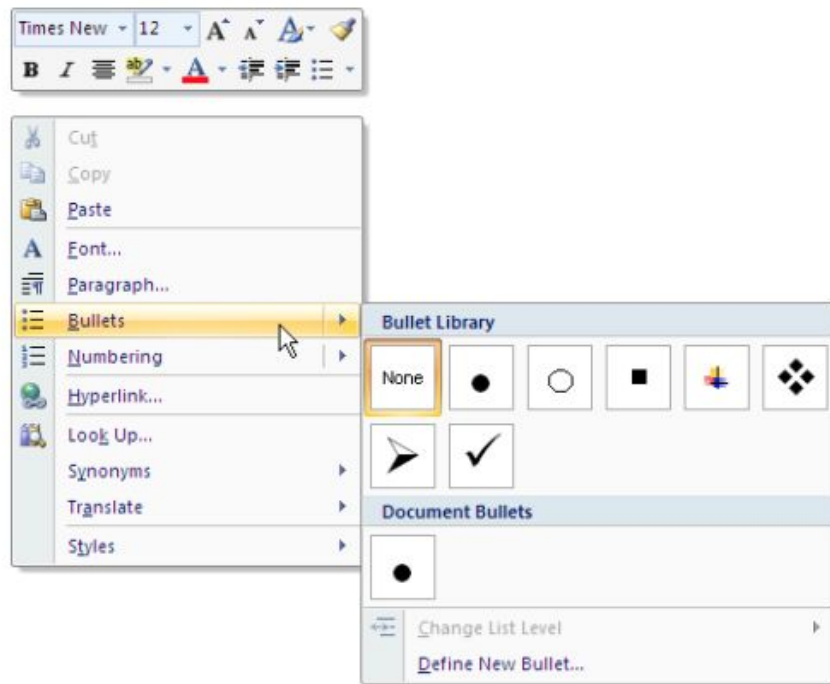 Times New 12 A A A
B I ab A
Cut
Copy
Paste
A Font...
Paragraph...
Bullets
Numbering
Hyperlink...
Look Up...
Synonyms
Translate
Styles
Bullet Library
None
Document Bullets
Change List Level
Define New Bullet...